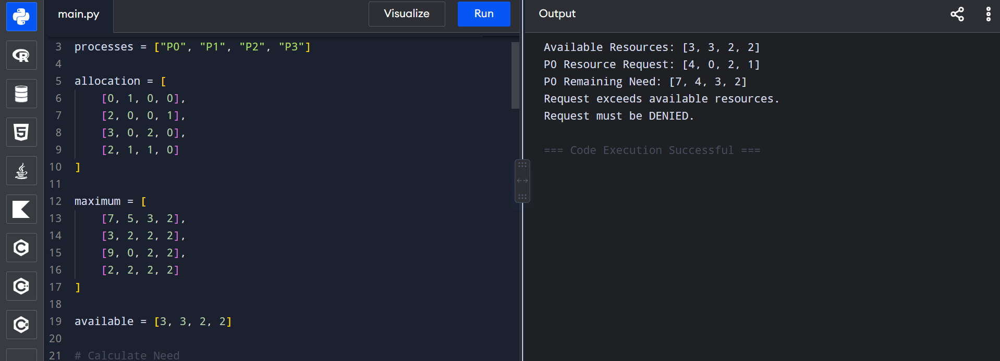 main.py
Visualize
Run
3 processes = ["P0", "P1", "P2", "P3"]
4
5 allocation = [
6     [0, 1, 0, 0],
7     [2, 0, 0, 1],
8     [3, 0, 2, 0],
9     [2, 1, 1, 0]
10 ]
11
12 maximum = [
13     [7, 5, 3, 2],
14     [3, 2, 2, 2],
15     [9, 0, 2, 2],
16     [2, 2, 2, 2]
17 ]
18
19 available = [3, 3, 2, 2]
20
21 # Calculate Need
Output
Available Resources: [3, 3, 2, 2]
P0 Resource Request: [4, 0, 2, 1]
P0 Remaining Need: [7, 4, 3, 2]
Request exceeds available resources.
Request must be DENIED.
=== Code Execution Successful ===